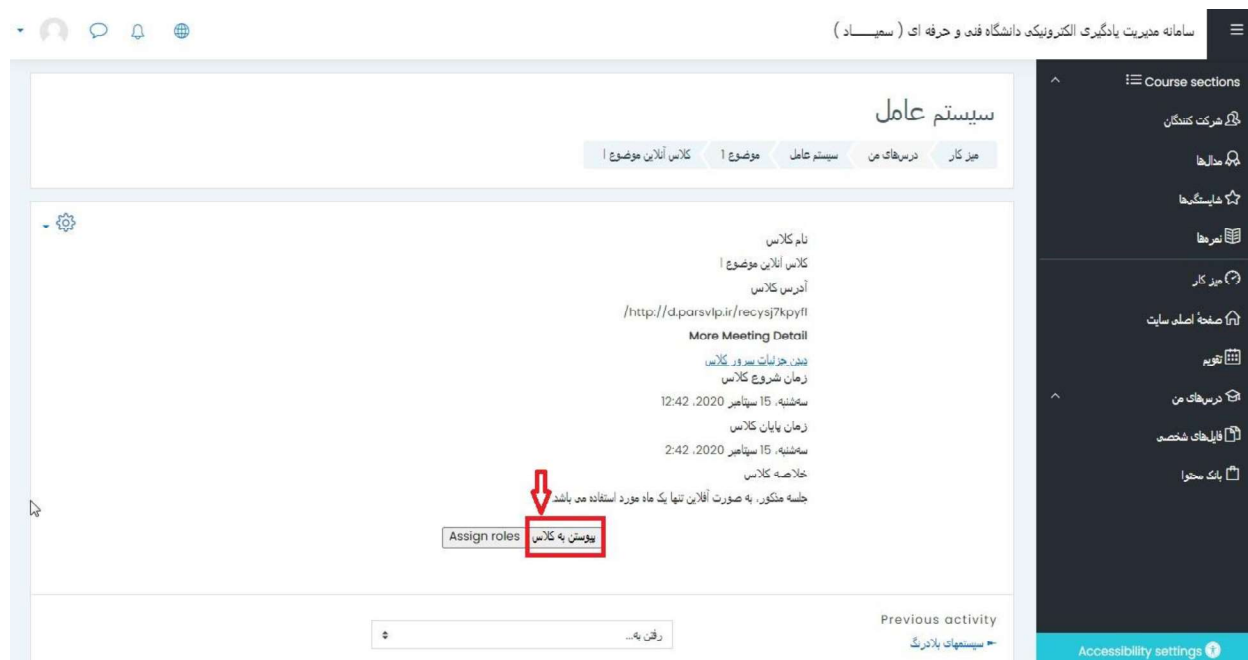 سامانه مدیریت یادگیری الکترونیکی دانشگاه فنی و حرفه ای ( سمیـــــاد )
Course sections
شرکت کنندگان
مدال‌ها
شایستگی‌ها
نمره‌ها
میز کار
صفحهٔ اصلی سایت
تقویم
درس‌های من
فایل‌های شخصی
بانک محتوا
Accessibility settings
سیستم عامل
میز کار درس‌های من سیستم عامل موضوع 1 کلاس آنلاین موضوع 1
نام کلاس
کلاس آنلاین موضوع 1
آدرس کلاس
/http://d.parsvlp.ir/recysj7kpyfl
More Meeting Detail
دیدن جزئیات سرور کلاس
زمان شروع کلاس
سه‌شنبه، 15 سپتامبر 2020، 12:42
زمان پایان کلاس
سه‌شنبه، 15 سپتامبر 2020، 2:42
خلاصه کلاس
جلسه مذکور، به صورت آفلاین تنها یک ماه مورد استفاده می باشد.
پیوستن به کلاس Assign roles
Previous activity
سیستمهای بلادرنگ
رفتن به...